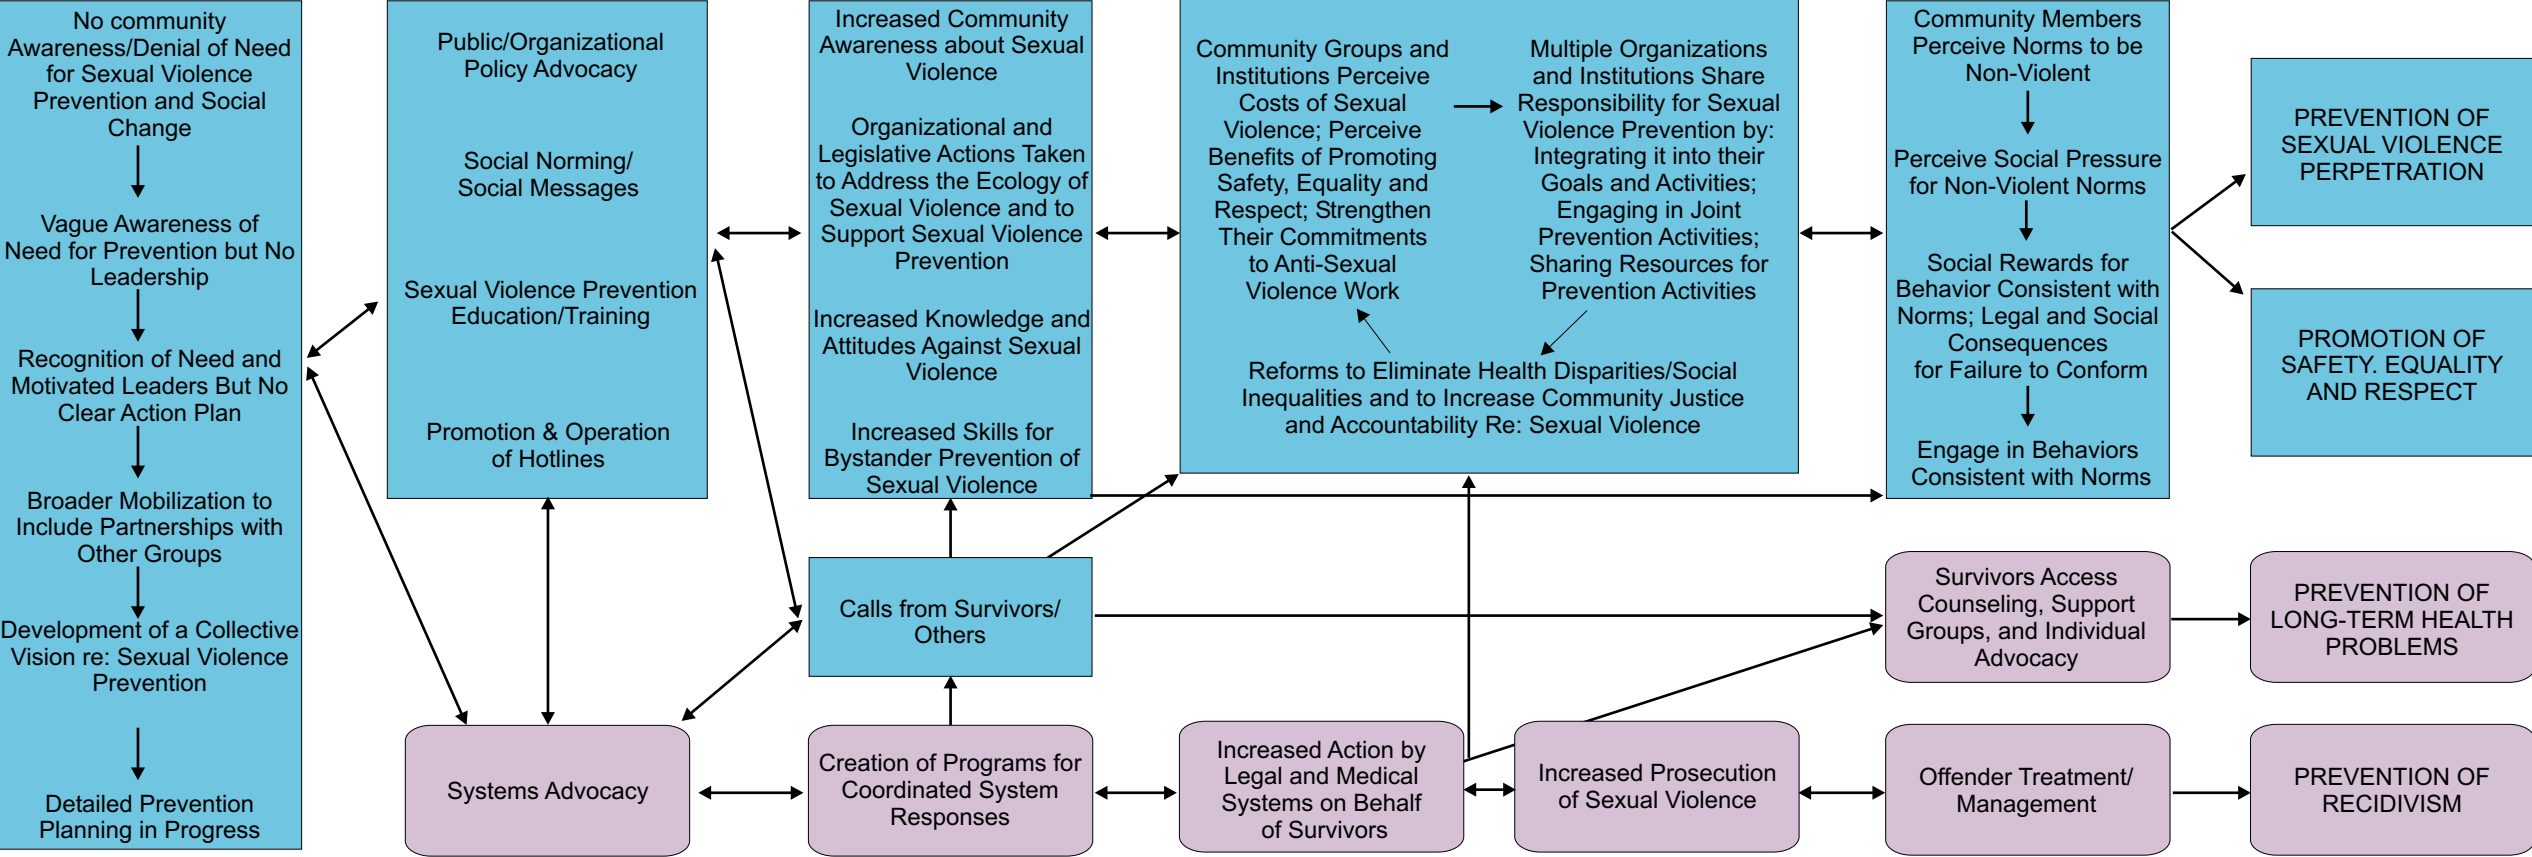 No community
Awareness/Denial of Need
for Sexual Violence
Prevention and Social
Change
Vague Awareness of
Need for Prevention but No
Leadership
Recognition of Need and
Motivated Leaders But No
Clear Action Plan
Broader Mobilization to
Include Partnerships with
Other Groups
Development of a Collective
Vision re: Sexual Violence
Prevention
Detailed Prevention
Planning in Progress
Public/Organizational
Policy Advocacy
Social Norming/
Social Messages
Sexual Violence Prevention
Education/Training
Promotion & Operation
of Hotlines
Increased Community
Awareness about Sexual
Violence
Organizational and
Legislative Actions Taken
to Address the Ecology of
Sexual Violence and to
Support Sexual Violence
Prevention
Increased Knowledge and
Attitudes Against Sexual
Violence
Increased Skills for
Bystander Prevention of
Sexual Violence
Community Groups and
Institutions Perceive
Costs of Sexual
Violence; Perceive
Benefits of Promoting
Safety, Equality and
Respect; Strengthen
Their Commitments
to Anti-Sexual
Violence Work
Multiple Organizations
and Institutions Share
Responsibility for Sexual
Violence Prevention by:
Integrating it into their
Goals and Activities;
Engaging in Joint
Prevention Activities;
Sharing Resources for
Prevention Activities
Reforms to Eliminate Health Disparities/Social
Inequalities and to Increase Community Justice
and Accountability Re: Sexual Violence
Community Members
Perceive Norms to be
Non-Violent
Perceive Social Pressure
for Non-Violent Norms
Social Rewards for
Behavior Consistent with
Norms; Legal and Social
Consequences
for Failure to Conform
Engage in Behaviors
Consistent with Norms
PREVENTION OF
SEXUAL VIOLENCE
PERPETRATION
PROMOTION OF
SAFETY. EQUALITY
AND RESPECT
Calls from Survivors/
Others
Survivors Access
Counseling, Support
Groups, and Individual
Advocacy
PREVENTION OF
LONG-TERM HEALTH
PROBLEMS
Systems Advocacy
Creation of Programs for
Coordinated System
Responses
Increased Action by
Legal and Medical
Systems on Behalf
of Survivors
Increased Prosecution
of Sexual Violence
Offender Treatment/
Management
PREVENTION OF
RECIDIVISM